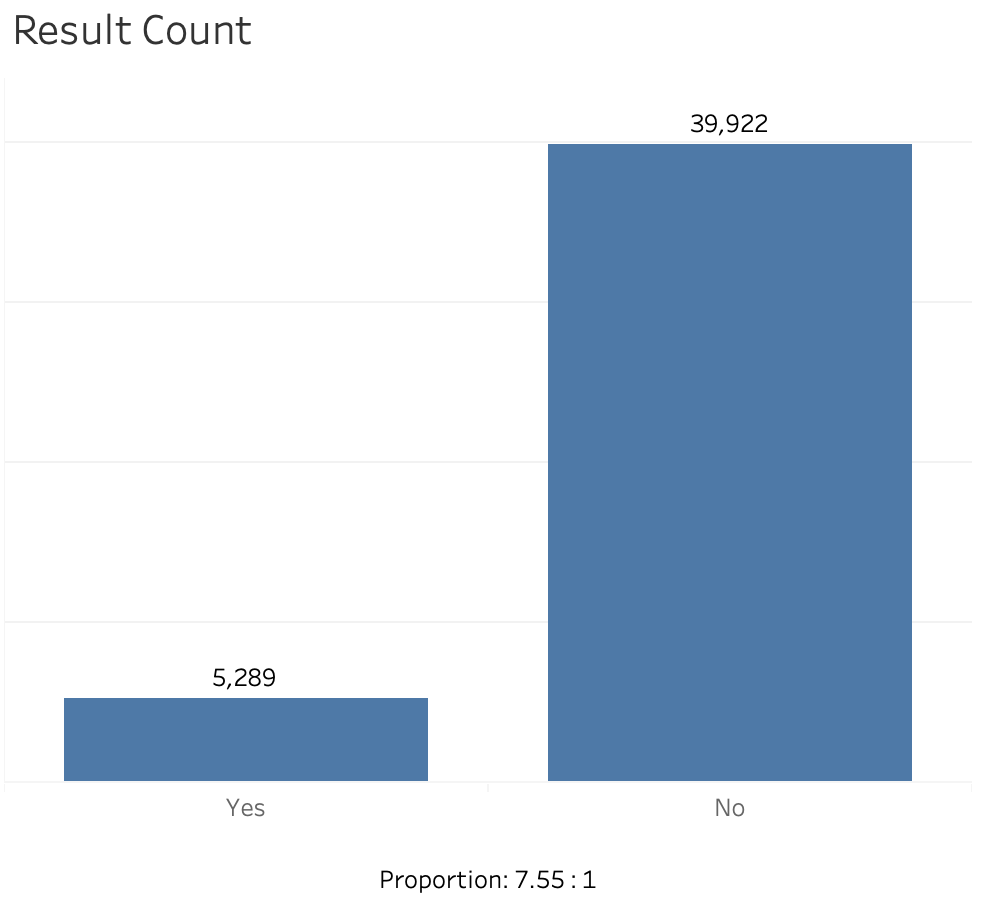 Result Count
39,922
5,289
Yes No
Proportion: 7.55 : 1